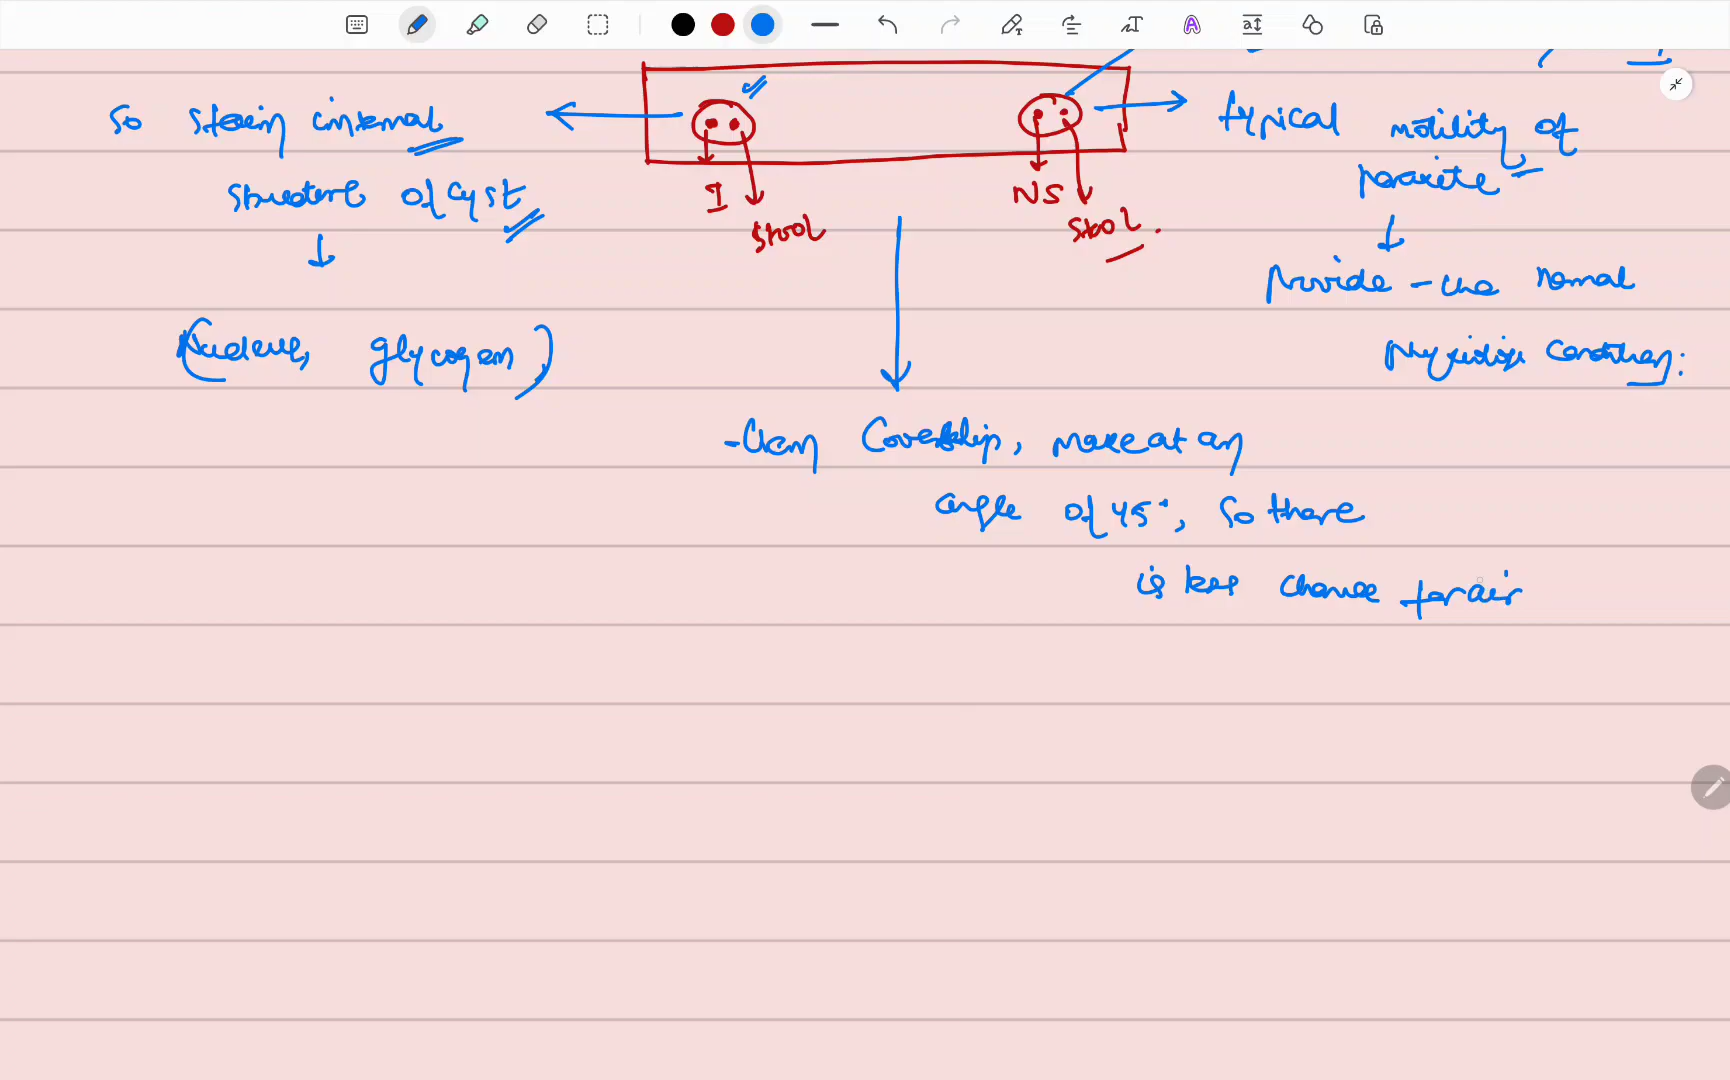 So stain internal
structure of cyst
(Nucleus, glycogen)
I
stool
NS
stool.
typical motility of
parasite
Provide - the normal
condition:
- Clean Coverslip, make at an
angle of 45°, So there
is less chance for air